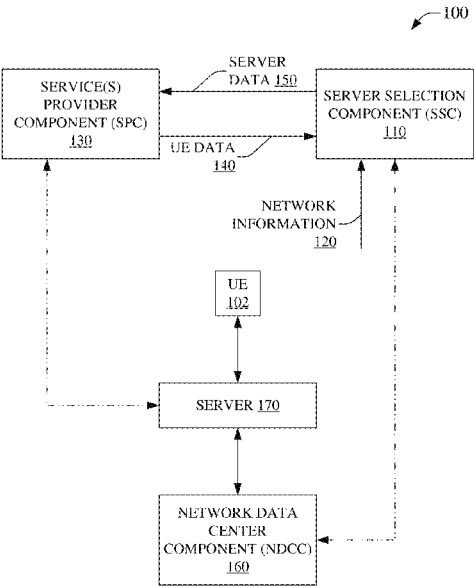 100
SERVER
DATA 150
SERVICE(S)
PROVIDER
COMPONENT (SPC)
130
SERVER SELECTION
COMPONENT (SSC)
110
UE DATA
140
NETWORK
INFORMATION
120
UE
102
SERVER 170
NETWORK DATA
CENTER
COMPONENT (NDCC)
160